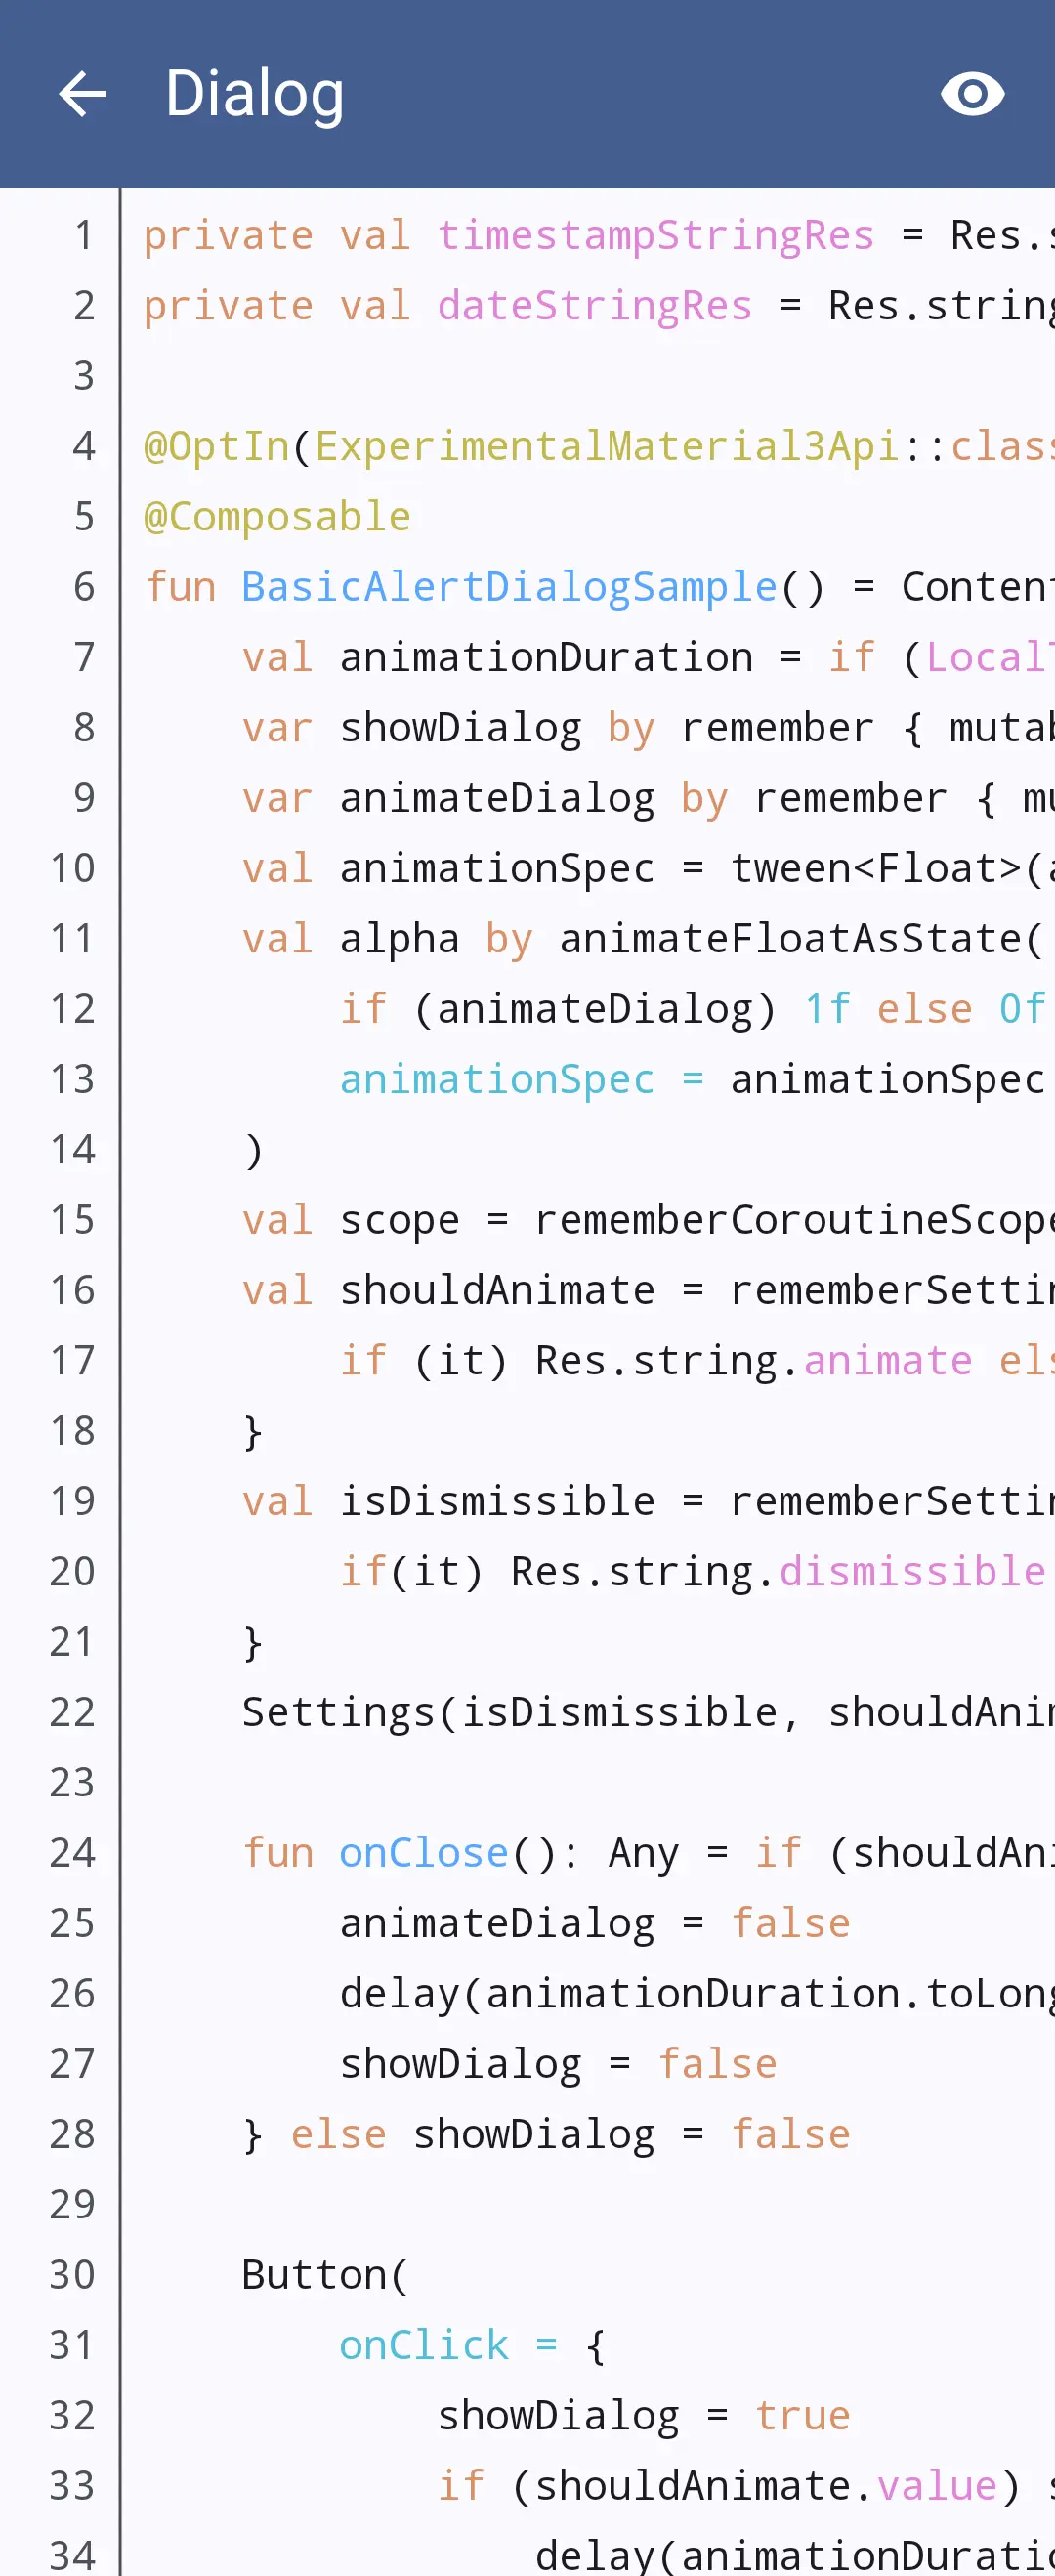 Dialog
1 private val timestampStringRes = Res.s
2 private val dateStringRes = Res.string
3
4 @OptIn(ExperimentalMaterial3Api::class
5 @Composable
6 fun BasicAlertDialogSample() = Content
7     val animationDuration = if (LocalT
8     var showDialog by remember { mutab
9     var animateDialog by remember { mu
10     val animationSpec = tween<Float>(a
11     val alpha by animateFloatAsState(
12         if (animateDialog) 1f else 0f
13         animationSpec = animationSpec
14     )
15     val scope = rememberCoroutineScope
16     val shouldAnimate = rememberSettin
17         if (it) Res.string.animate els
18     }
19     val isDismissible = rememberSettin
20         if(it) Res.string.dismissible
21     }
22     Settings(isDismissible, shouldAnim
23
24     fun onClose(): Any = if (shouldAni
25         animateDialog = false
26         delay(animationDuration.toLong
27         showDialog = false
28     } else showDialog = false
29
30     Button(
31         onClick = {
32             showDialog = true
33             if (shouldAnimate.value) s
34                 delay(animationDuratio